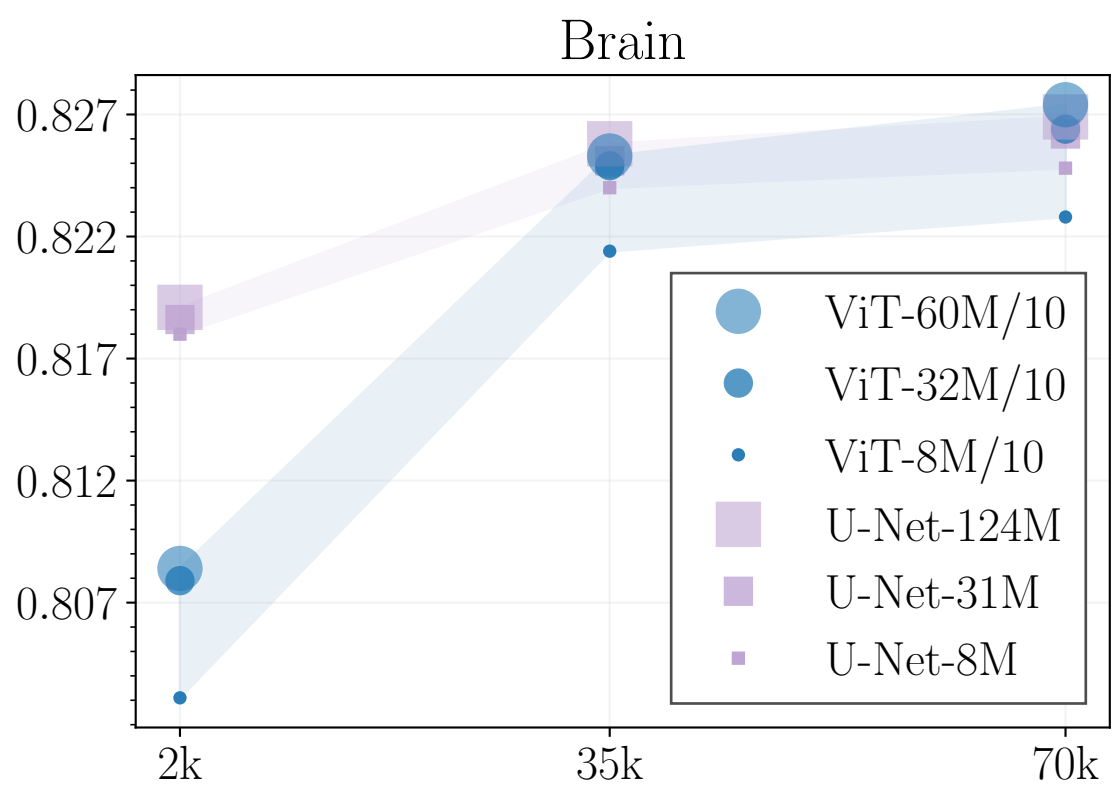 Brain
0.827
0.822
0.817
0.812
0.807
ViT-60M/10
ViT-32M/10
ViT-8M/10
U-Net-124M
U-Net-31M
U-Net-8M
2k 35k 70k